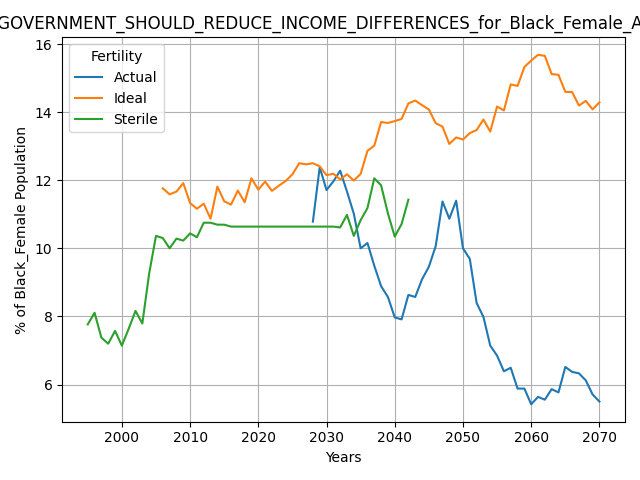 GOVERNMENT_SHOULD_REDUCE_INCOME_DIFFERENCES_for_Black_Female_A
Fertility
Actual
Ideal
Sterile
% of Black_Female Population
16
14
12
10
8
6
2000 2010 2020 2030 2040 2050 2060 2070
Years